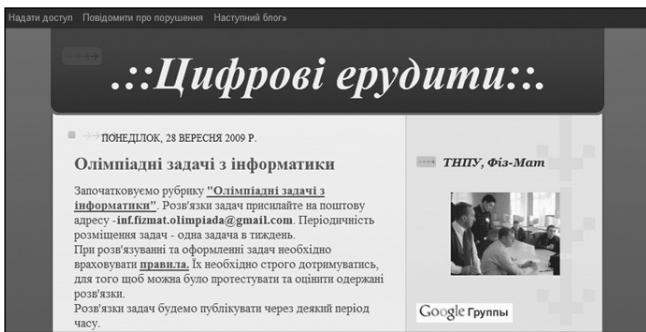 Надати доступ Повідомити про порушення Наступний блог»
.::Цифрові ерудити::.
ПОНЕДІЛОК, 28 ВЕРЕСНЯ 2009 Р.
Олімпіадні задачі з інформатики
Започатковуємо рубрику "Олімпіадні задачі з
інформатики". Розв'язки задач присилайте на поштову
адресу -inf.fizmat.olimpiada@gmail.com. Періодичність
розміщення задач - одна задача в тиждень.
При розв'язуванні та оформленні задач необхідно
враховувати правила. Їх необхідно строго дотримуватись,
для того щоб можна було протестувати та оцінити одержані
розв'язки.
Розв'язки задач будемо публікувати через деякий період
часу.
ТНПУ, Фіз-Мат
Google Группы